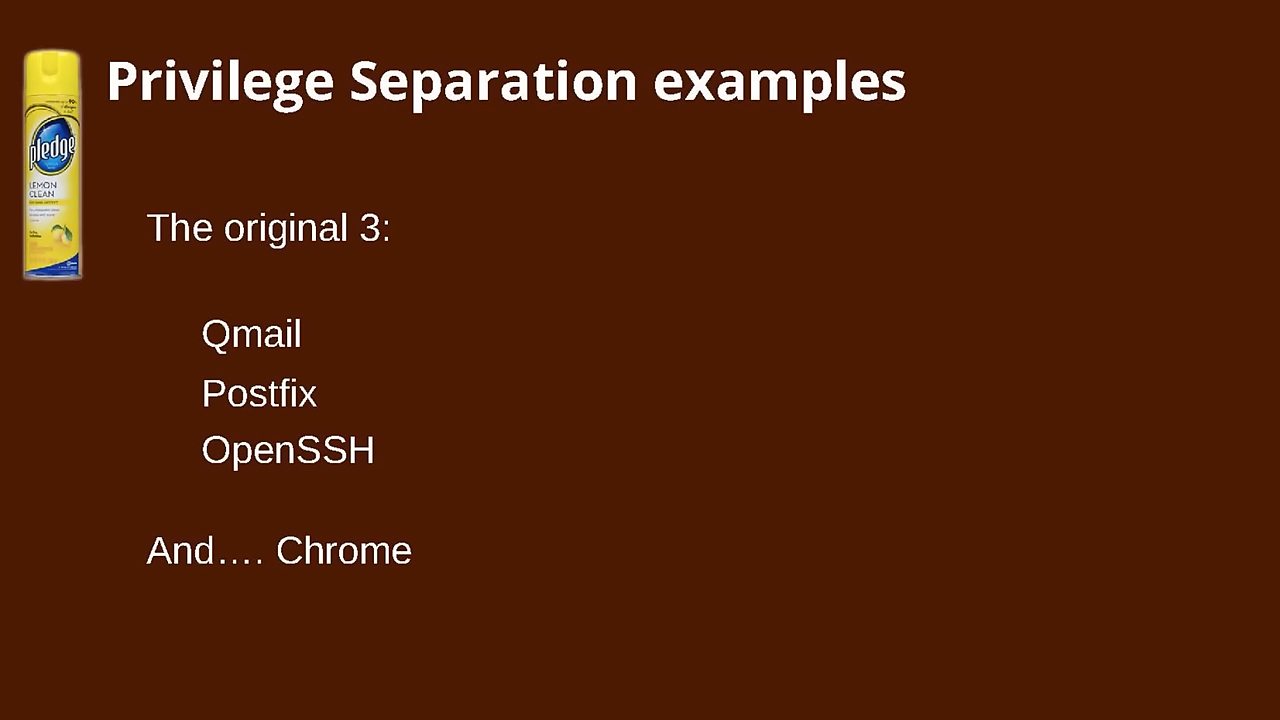 Privilege Separation examples
pledge
LEMON
CLEAN
The original 3:
Qmail
Postfix
OpenSSH
And…. Chrome